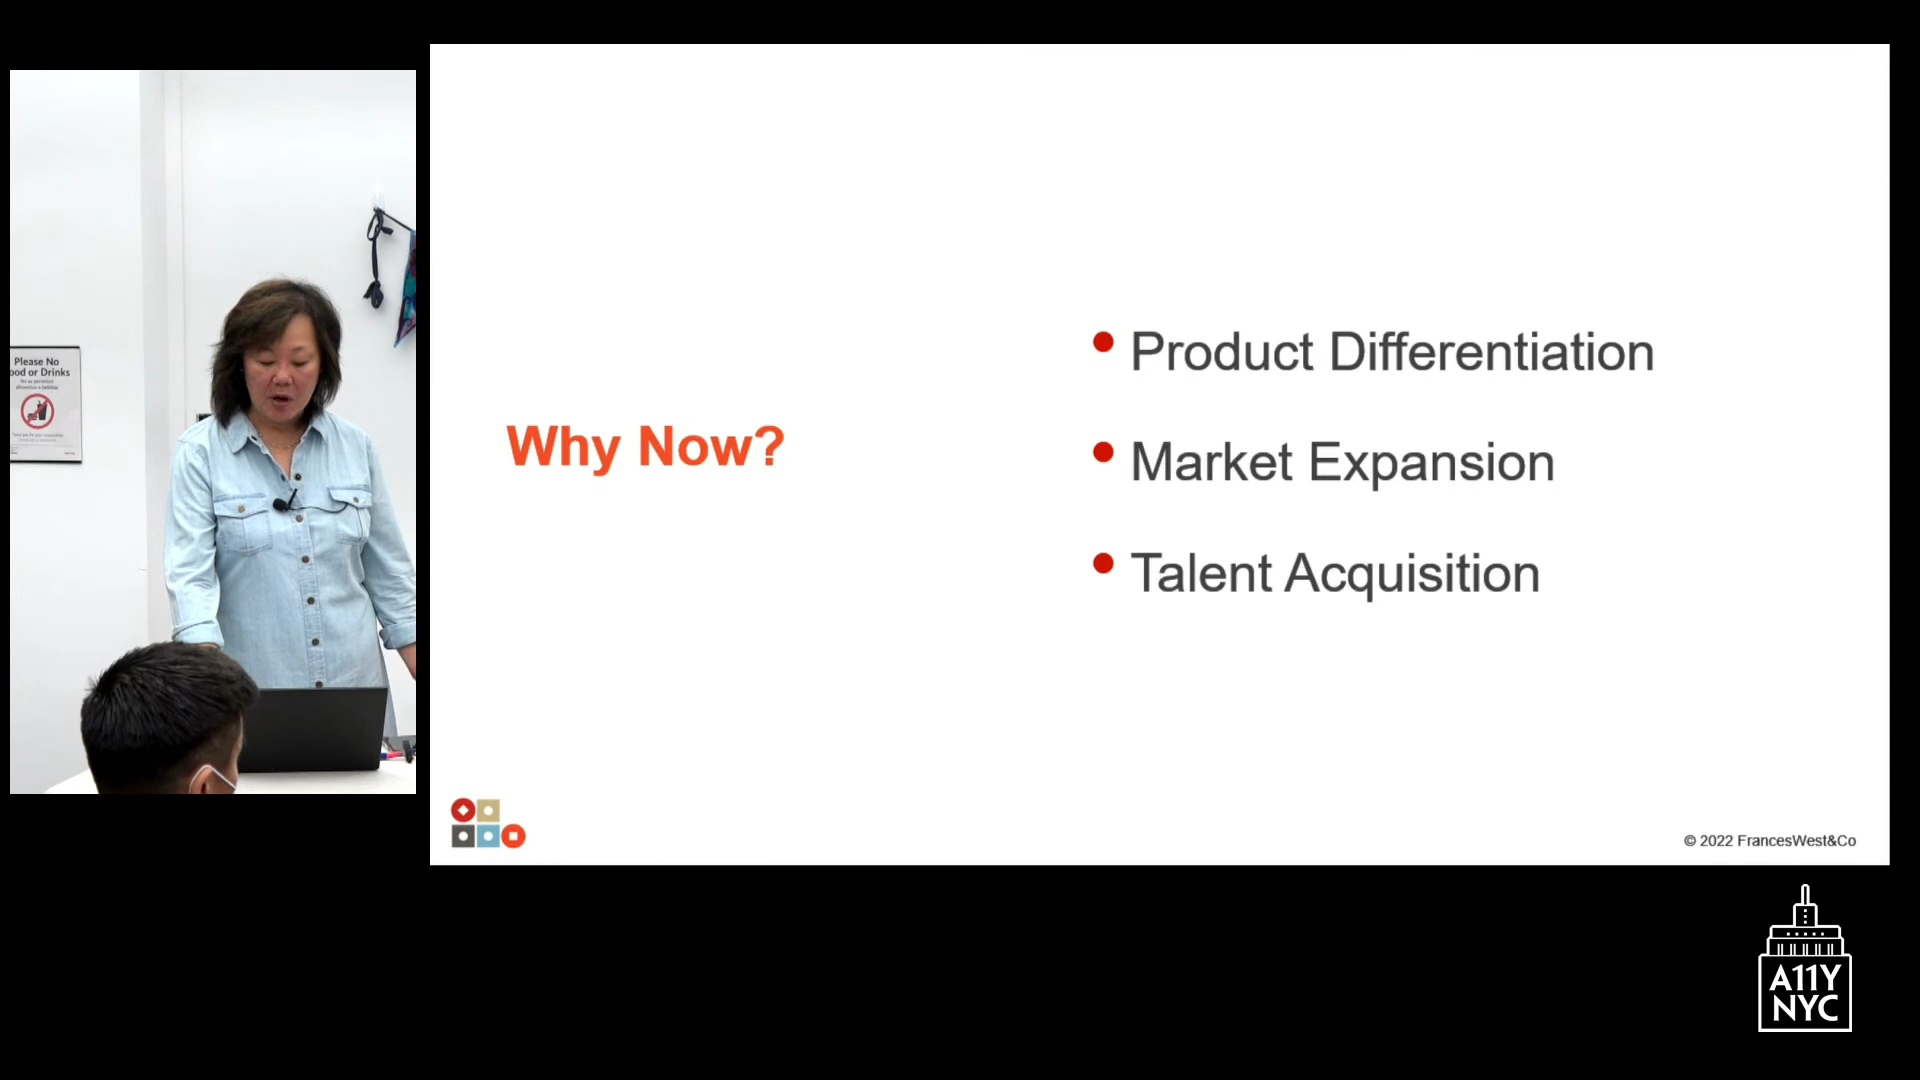 Please No
ood or Drinks
Why Now?
Product Differentiation
Market Expansion
Talent Acquisition
© 2022 FrancesWest&Co
A11Y
NYC